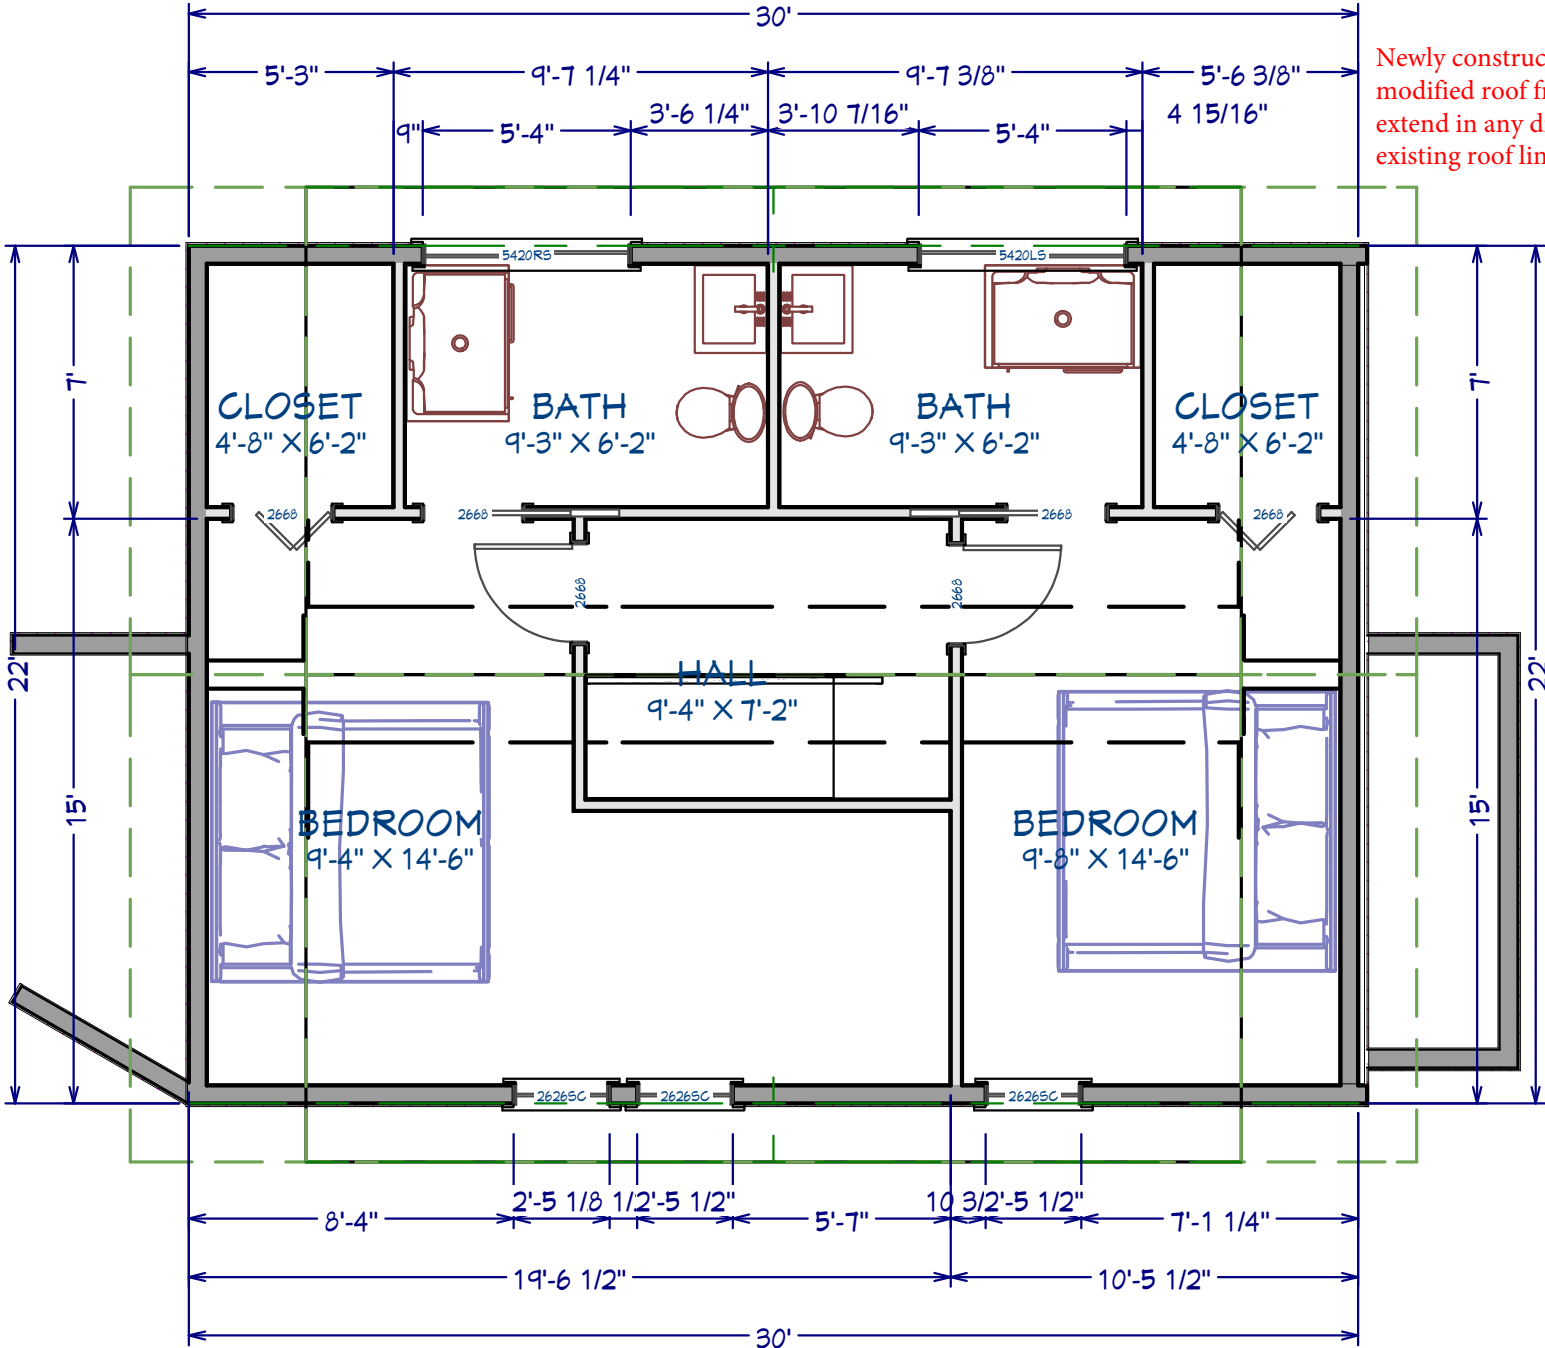 30'
5'-3"
9'-7 1/4"
9'-7 3/8"
5'-6 3/8"
Newly
modified roof
extend in any
existing roof
9"
5'-4"
3'-6 1/4"
3'-10 7/16"
5'-4"
4 15/16"
5420RS
5420LS
7'
7'
CLOSET
4'-8" X 6'-2"
BATH
9'-3" X 6'-2"
BATH
9'-3" X 6'-2"
CLOSET
4'-8" X 6'-2"
2668
2668
2668
2668
2668
2668
22'
22'
HALL
9'-4" X 7'-2"
15'
15'
BEDROOM
9'-4" X 14'-6"
BEDROOM
9'-8" X 14'-6"
2626SC
2626SC
2626SC
8'-4"
2'-5 1/8
1/2'-5 1/2"
5'-7"
10 3/2'-5 1/2"
7'-1 1/4"
19'-6 1/2"
10'-5 1/2"
30'